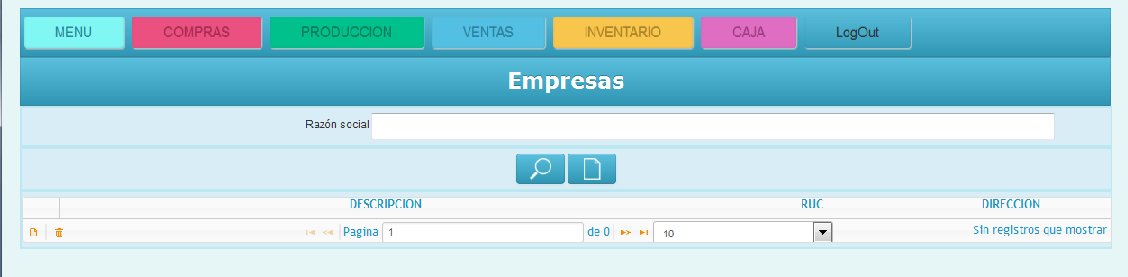 MENU COMPRAS PRODUCCION VENTAS INVENTARIO CAJA LogOut
Empresas
Razón social
DESCRIPCION RUC DIRECCION
Pagina 1 de 0 10 Sin registros que mostrar